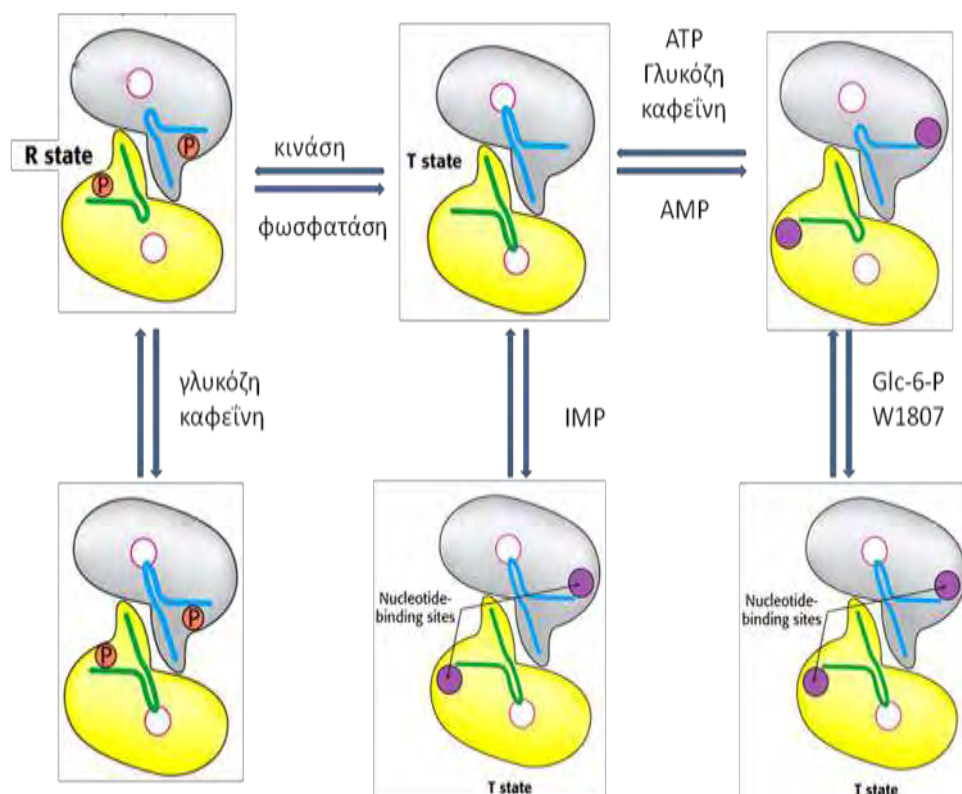 ATP
Γλυκόζη
καφεΐνη
R state
P
P
κινάση
φωσφατάση
T state
AMP
γλυκόζη
καφεΐνη
IMP
Glc-6-P
W1807
P
P
Nucleotide-
binding sites
T state
Nucleotide-
binding sites
T state